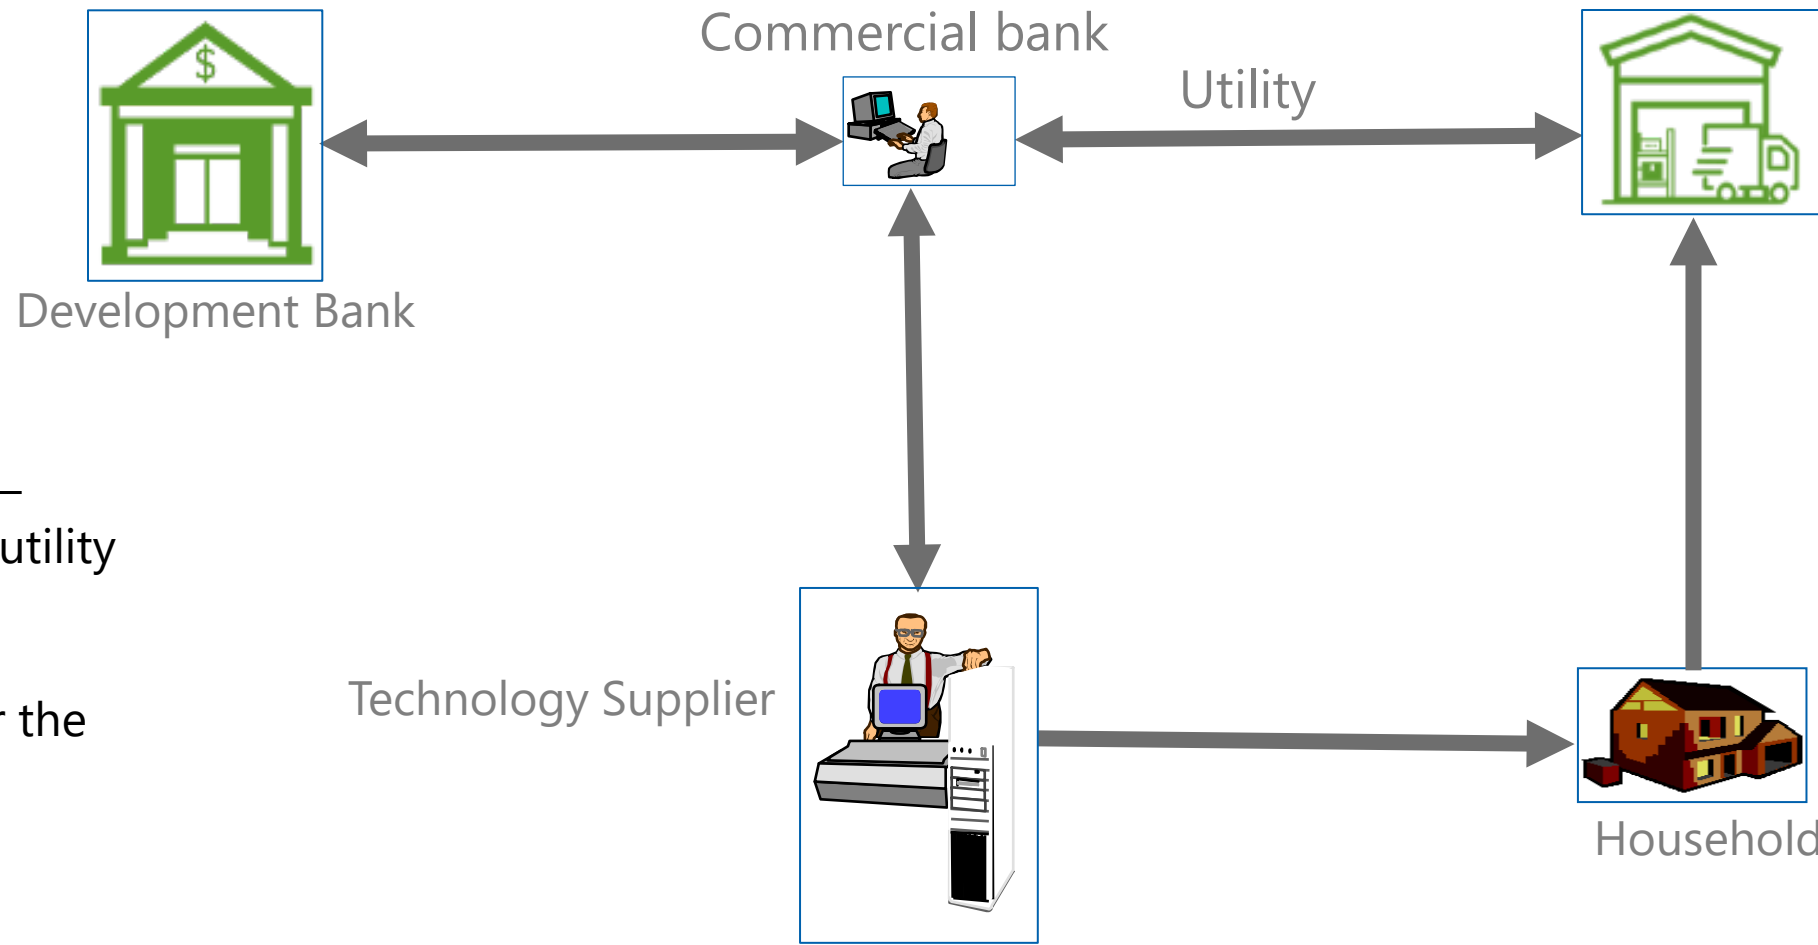 Commercial bank
Utility
$
Development Bank
–
utility
r the
Technology Supplier
Household